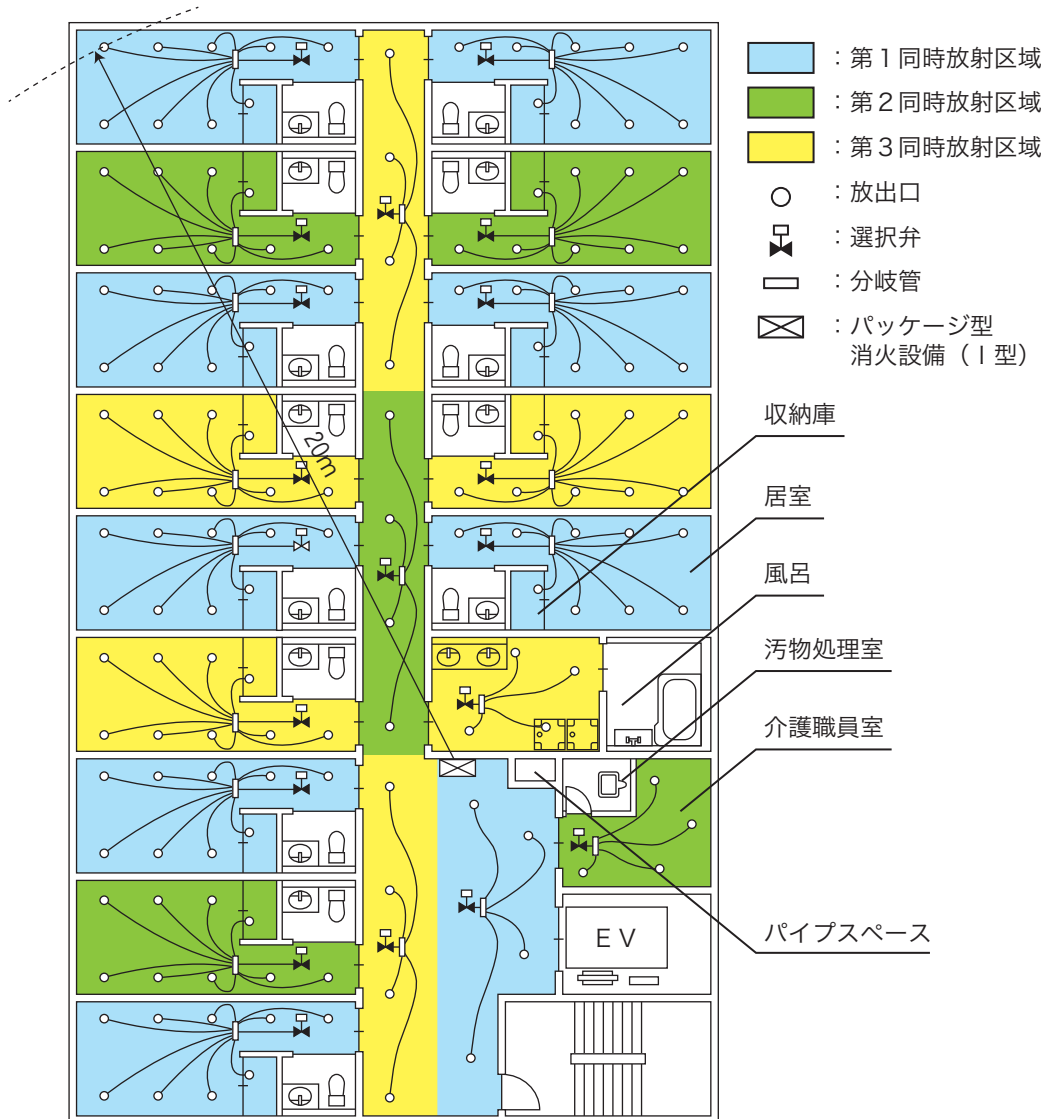 ：第１同時放射区域
：第２同時放射区域
：第３同時放射区域
：放出口
：選択弁
：分岐管
：パッケージ型
消火設備（Ⅰ型）
収納庫
20m
居室
風呂
汚物処理室
介護職員室
パイプスペース
ＥＶ